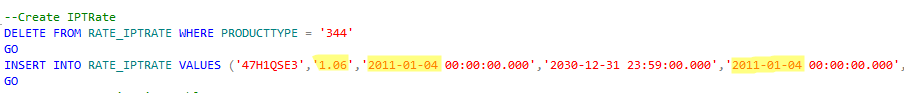 --Create IPTRate
DELETE FROM RATE_IPTRATE WHERE PRODUCTTYPE = '344'
GO
INSERT INTO RATE_IPTRATE VALUES ('47H1QSE3','1.06','2011-01-04 00:00:00.000','2030-12-31 23:59:00.000','2011-01-04 00:00:00.000',
GO